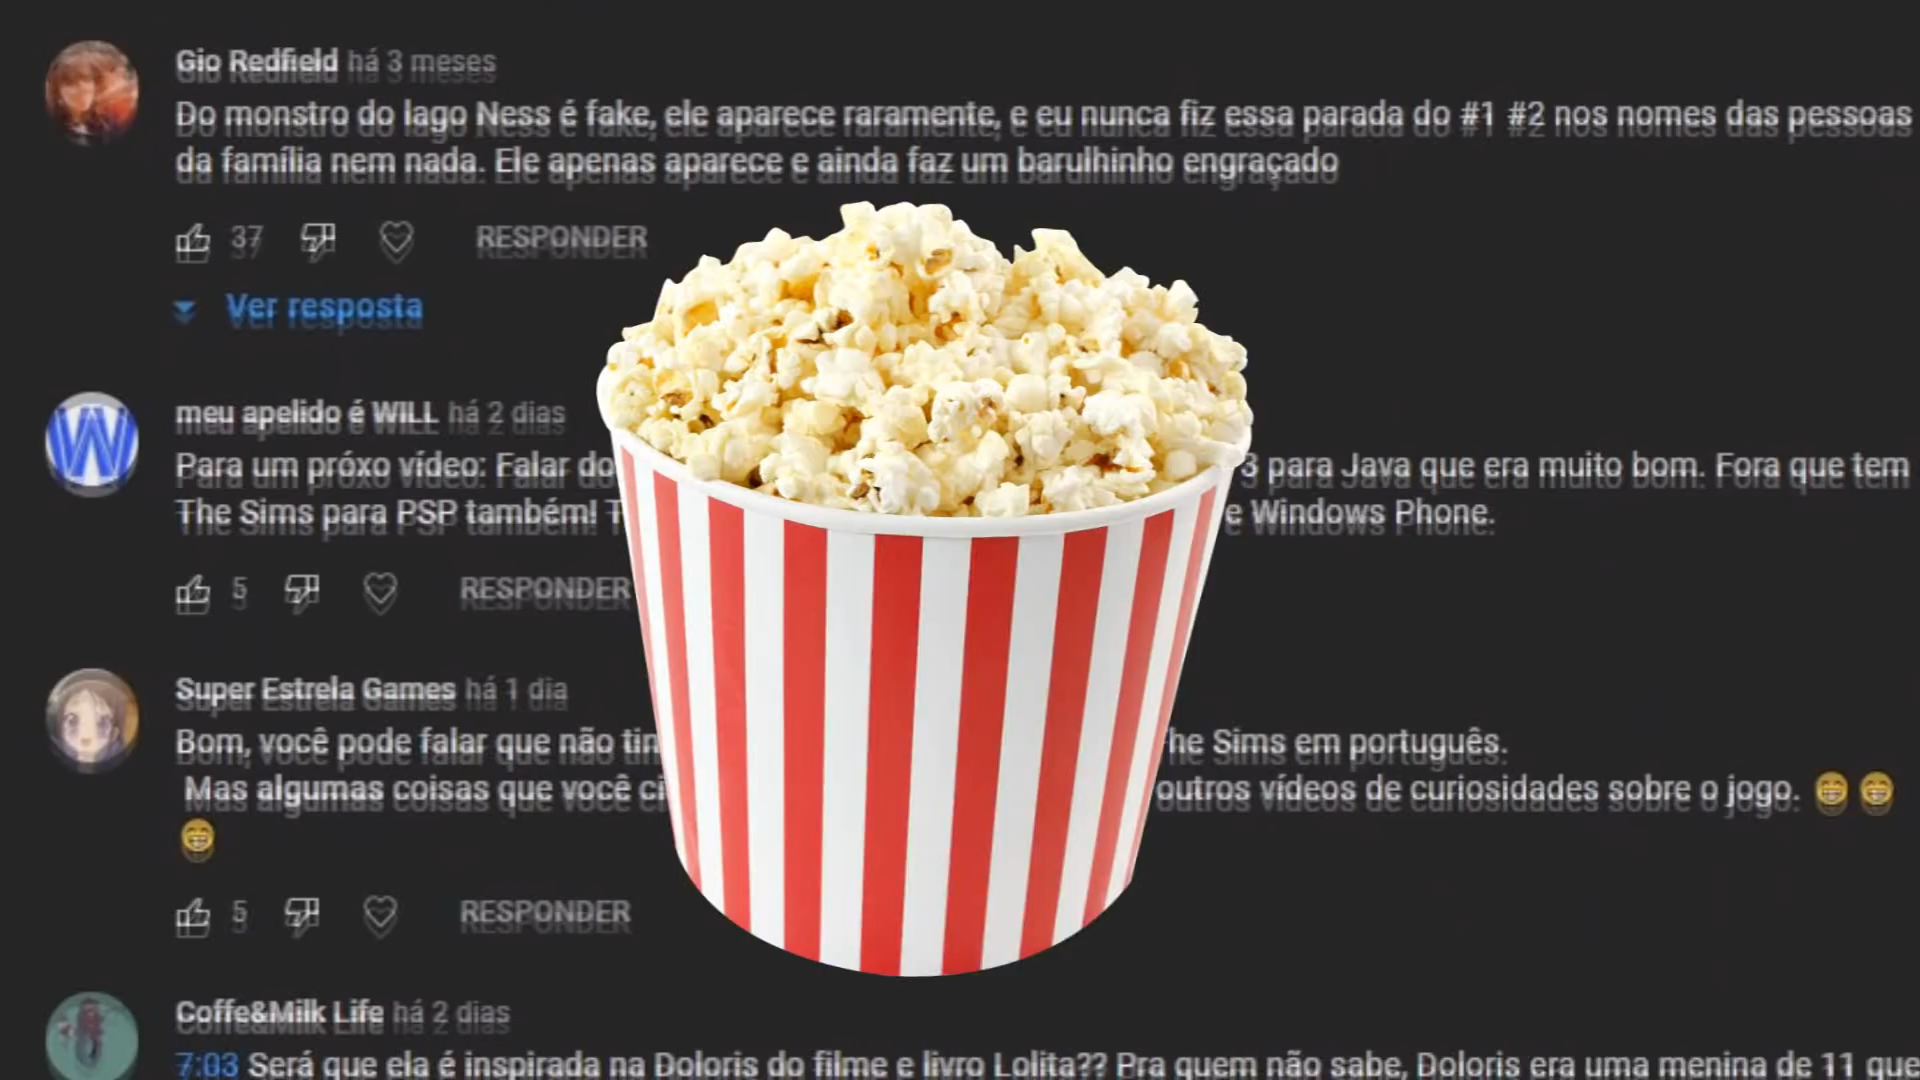 Gio Redfield há 3 meses
Do monstro do lago Ness é fake, ele aparece raramente, e eu nunca fiz essa parada do #1 #2 nos nomes das pessoas
da família nem nada. Ele apenas aparece e ainda faz um barulhinho engraçado
37 RESPONDER
Ver resposta
meu apelido é WILL há 2 dias
Para um próxo vídeo: Falar do 3 para Java que era muito bom. Fora que tem
The Sims para PSP também! e Windows Phone.
5 RESPONDER
Super Estrela Games há 1 dia
Bom, você pode falar que não The Sims em português.
Mas algumas coisas que você outros vídeos de curiosidades sobre o jogo. 😁 😁
😁
5 RESPONDER
Coffe&Milk Life há 2 dias
7:03 Será que ela é inspirada na Doloris do filme e livro Lolita?? Pra quem não sabe, Doloris era uma menina de 11 que